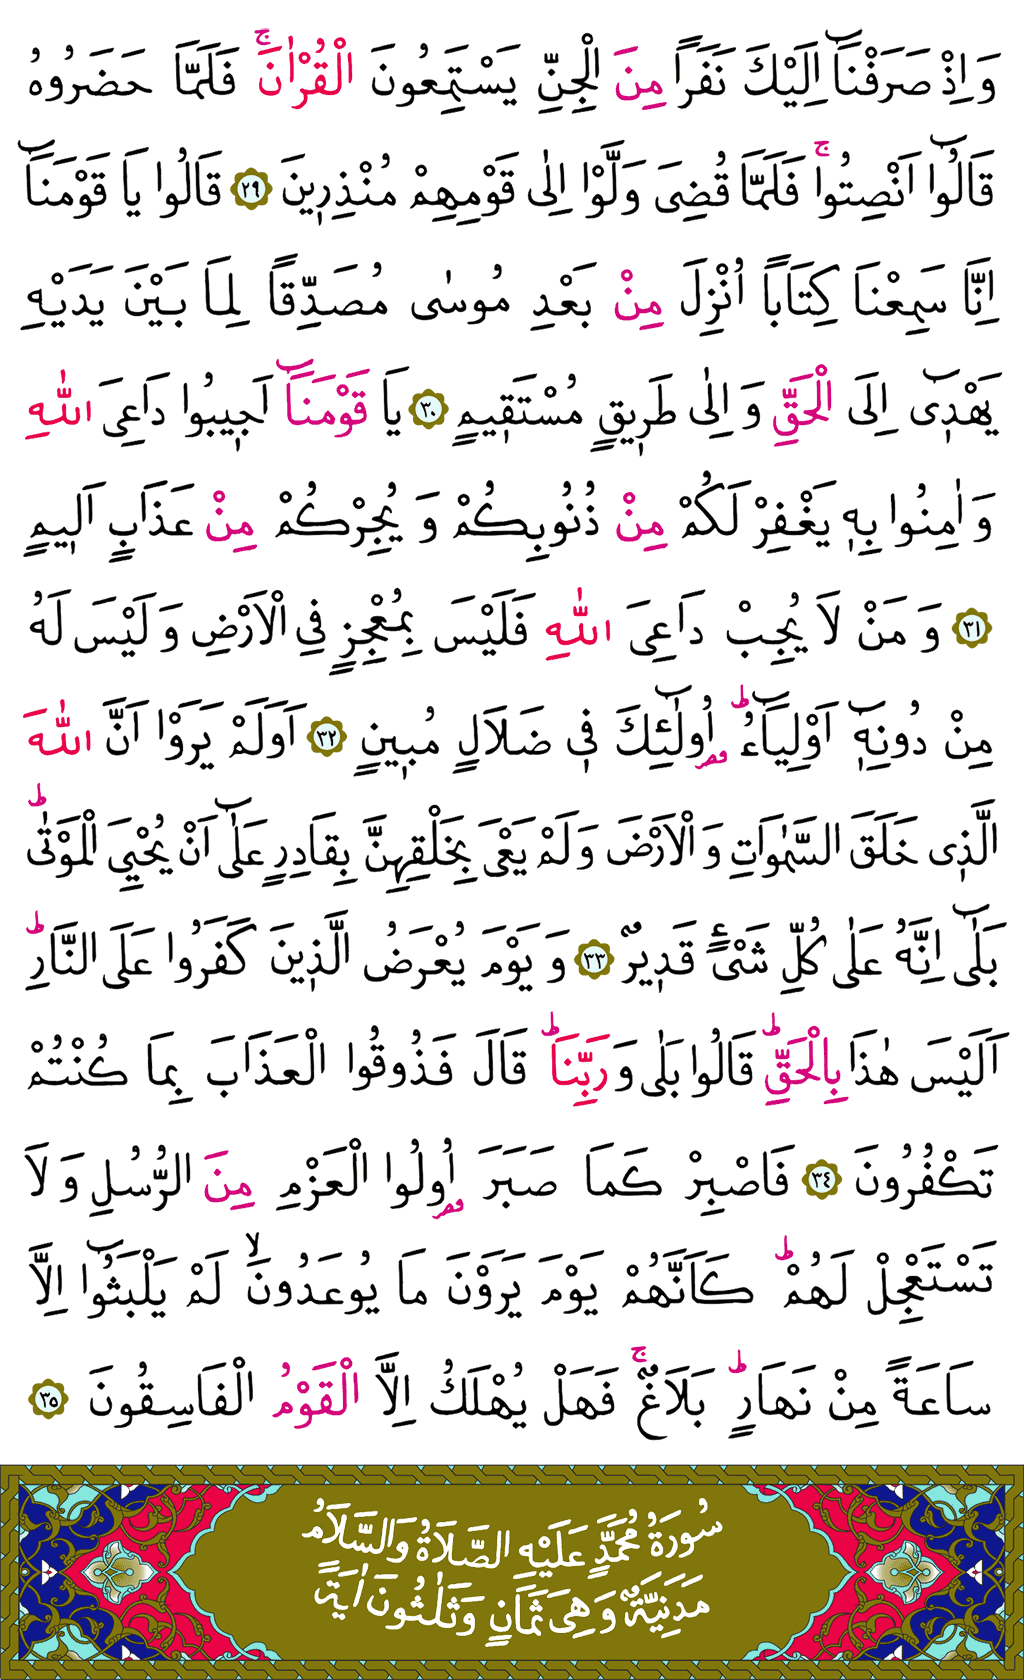 وَاِذْ صَرَفْنَٓا اِلَيْكَ نَفَرًا مِنَ الْجِنِّ يَسْتَمِعُونَ الْقُرْاٰنَۚ فَلَمَّا حَضَرُوهُ
قَالُٓوا اَنْصِتُواۚ فَلَمَّا قُضِىَ وَلَّوْا اِلٰى قَوْمِهِمْ مُنْذِر۪ينَ ﴿٢٩﴾ قَالُوا يَا قَوْمَنَٓا
اِنَّا سَمِعْنَا كِتَابًا اُنْزِلَ مِنْ بَعْدِ مُوسٰى مُصَدِّقًا لِمَا بَيْنَ يَدَيْهِ
يَهْد۪ٓى اِلَى الْحَقِّ وَاِلٰى طَر۪يقٍ مُسْتَق۪يمٍ ﴿٣٠﴾ يَا قَوْمَنَٓا اَج۪يبُوا دَاعِىَ اللّٰهِ
وَاٰمِنُوا بِه۪ يَغْفِرْ لَكُمْ مِنْ ذُنُوبِكُمْ وَيُجِرْكُمْ مِنْ عَذَابٍ اَل۪يمٍ
﴿٣١﴾ وَمَنْ لَا يُجِبْ دَاعِىَ اللّٰهِ فَلَيْسَ بِمُعْجِزٍ فِى الْاَرْضِ وَلَيْسَ لَهُ
مِنْ دُونِه۪ٓ اَوْلِيَٓاءُۜ اُو۬لٰٓئِكَ ف۪ى ضَلَالٍ مُب۪ينٍ ﴿٣٢﴾ اَوَلَمْ يَرَوْا اَنَّ اللّٰهَ
الَّذ۪ى خَلَقَ السَّمٰوَاتِ وَالْاَرْضَ وَلَمْ يَعْىَ بِخَلْقِهِنَّ بِقَادِرٍ عَلٰٓى اَنْ يُحْيِىَ الْمَوْتٰىۜ
بَلٰٓى اِنَّهُ عَلٰى كُلِّ شَىْءٍ قَد۪يرٌ ﴿٣٣﴾ وَيَوْمَ يُعْرَضُ الَّذ۪ينَ كَفَرُوا عَلَى النَّارِۜ
اَلَيْسَ هٰذَا بِالْحَقِّۜ قَالُوا بَلٰى وَرَبِّنَاۜ قَالَ فَذُوقُوا الْعَذَابَ بِمَا كُنْتُمْ
تَكْفُرُونَ ﴿٣٤﴾ فَاصْبِرْ كَمَا صَبَرَ اُو۬لُوا الْعَزْمِ مِنَ الرُّسُلِ وَلَا
تَسْتَعْجِلْ لَهُمْۜ كَاَنَّهُمْ يَوْمَ يَرَوْنَ مَا يُوعَدُونَۙ لَمْ يَلْبَثُٓوا اِلَّا
سَاعَةً مِنْ نَهَارٍۜ بَلَاغٌۚ فَهَلْ يُهْلَكُ اِلَّا الْقَوْمُ الْفَاسِقُونَ ﴿٣٥﴾
سُورَةُ مُحَمَّدٍ عَلَيْهِ الصَّلَاةُ وَالسَّلَامُ
مَدَنِيَّةٌ وَهِىَ ثَمَانٍ وَثَلٰثُونَ اٰيَةً